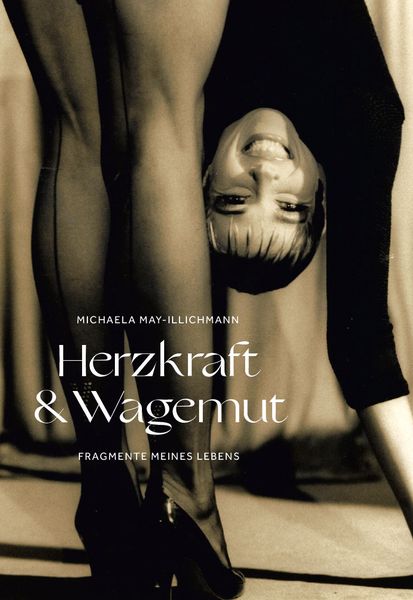 MICHAELA MAY-ILLICHMANN
Herzkraft
& Wagemut
FRAGMENTE MEINES LEBENS